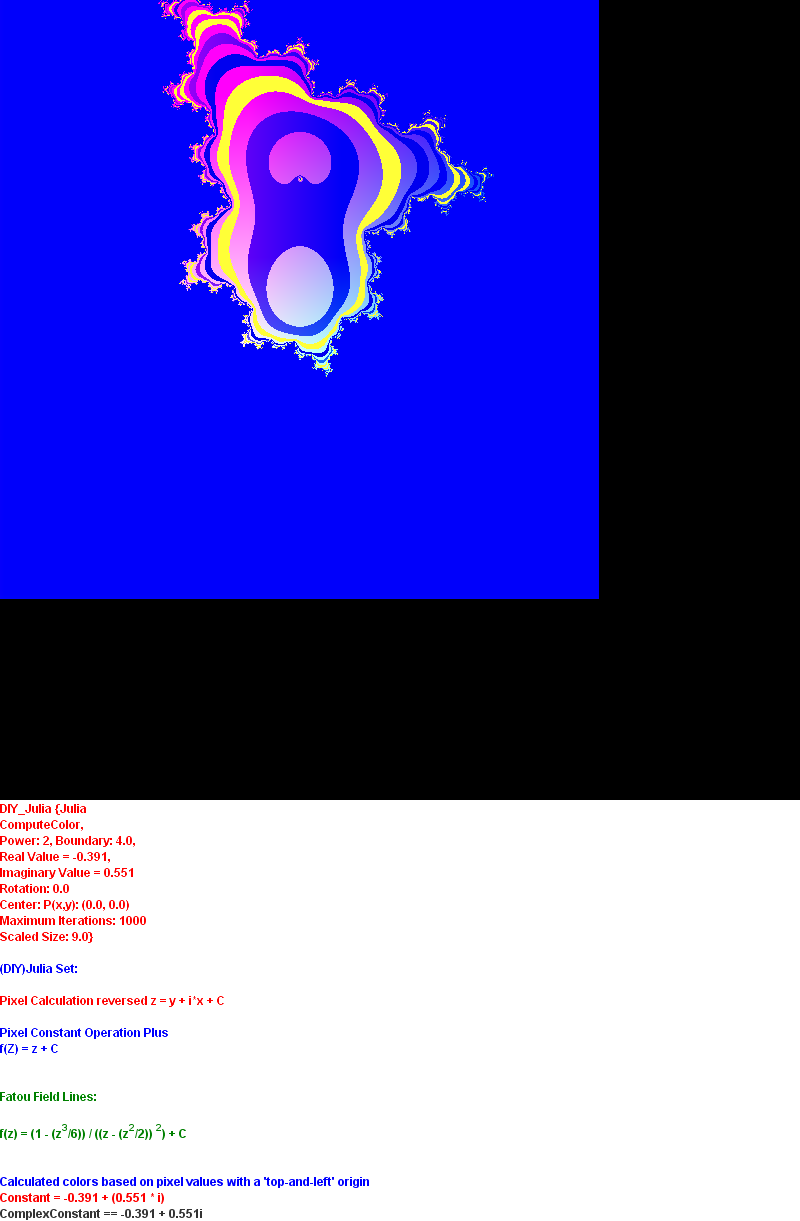 DIY_Julia {Julia
ComputeColor,
Power: 2, Boundary: 4.0,
Real Value = -0.391,
Imaginary Value = 0.551
Rotation: 0.0
Center: P(x,y): (0.0, 0.0)
Maximum Iterations: 1000
Scaled Size: 9.0}
(DIY)Julia Set:
Pixel Calculation reversed z = y + i*x + C
Pixel Constant Operation Plus
f(Z) = z + C
Fatou Field Lines:
f(z) = (1 - (z³/6)) / ((z - (z²/2)) ²) + C
Calculated colors based on pixel values with a 'top-and-left' origin
Constant = -0.391 + (0.551 * i)
ComplexConstant == -0.391 + 0.551i